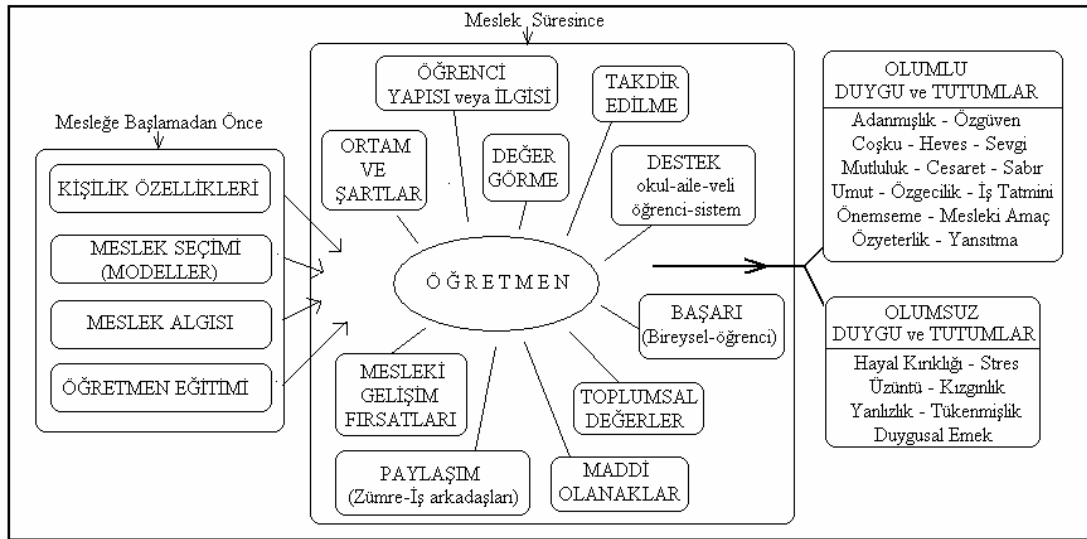 Meslek Süresince
Mesleğe Başlamadan Önce
KİŞİLİK ÖZELLİKLERİ
MESLEK SEÇİMİ
(MODELLER)
MESLEK ALGISI
ÖĞRETMEN EĞİTİMİ
ÖĞRENCİ
YAPISI veya İLGİSİ
TAKDİR
EDİLME
ORTAM
VE
ŞARTLAR
DEĞER
GÖRME
DESTEK
okul-aile-veli
öğrenci-sistem
ÖĞRETMEN
BAŞARI
(Bireysel-öğrenci)
MESLEKİ
GELİŞİM
FIRSATLARI
TOPLUMSAL
DEĞERLER
PAYLAŞIM
(Zümre-İş arkadaşları)
MADDİ
OLANAKLAR
OLUMLU
DUYGU ve TUTUMLAR
Adanmışlık - Özgüven
Coşku - Heves - Sevgi
Mutluluk - Cesaret - Sabır
Umut - Özgecilik - İş Tatmini
Önemseme - Mesleki Amaç
Özyeterlik - Yansıtma
OLUMSUZ
DUYGU ve TUTUMLAR
Hayal Kırıklığı - Stres
Üzüntü - Kızgınlık
Yanlızlık - Tükenmişlik
Duygusal Emek